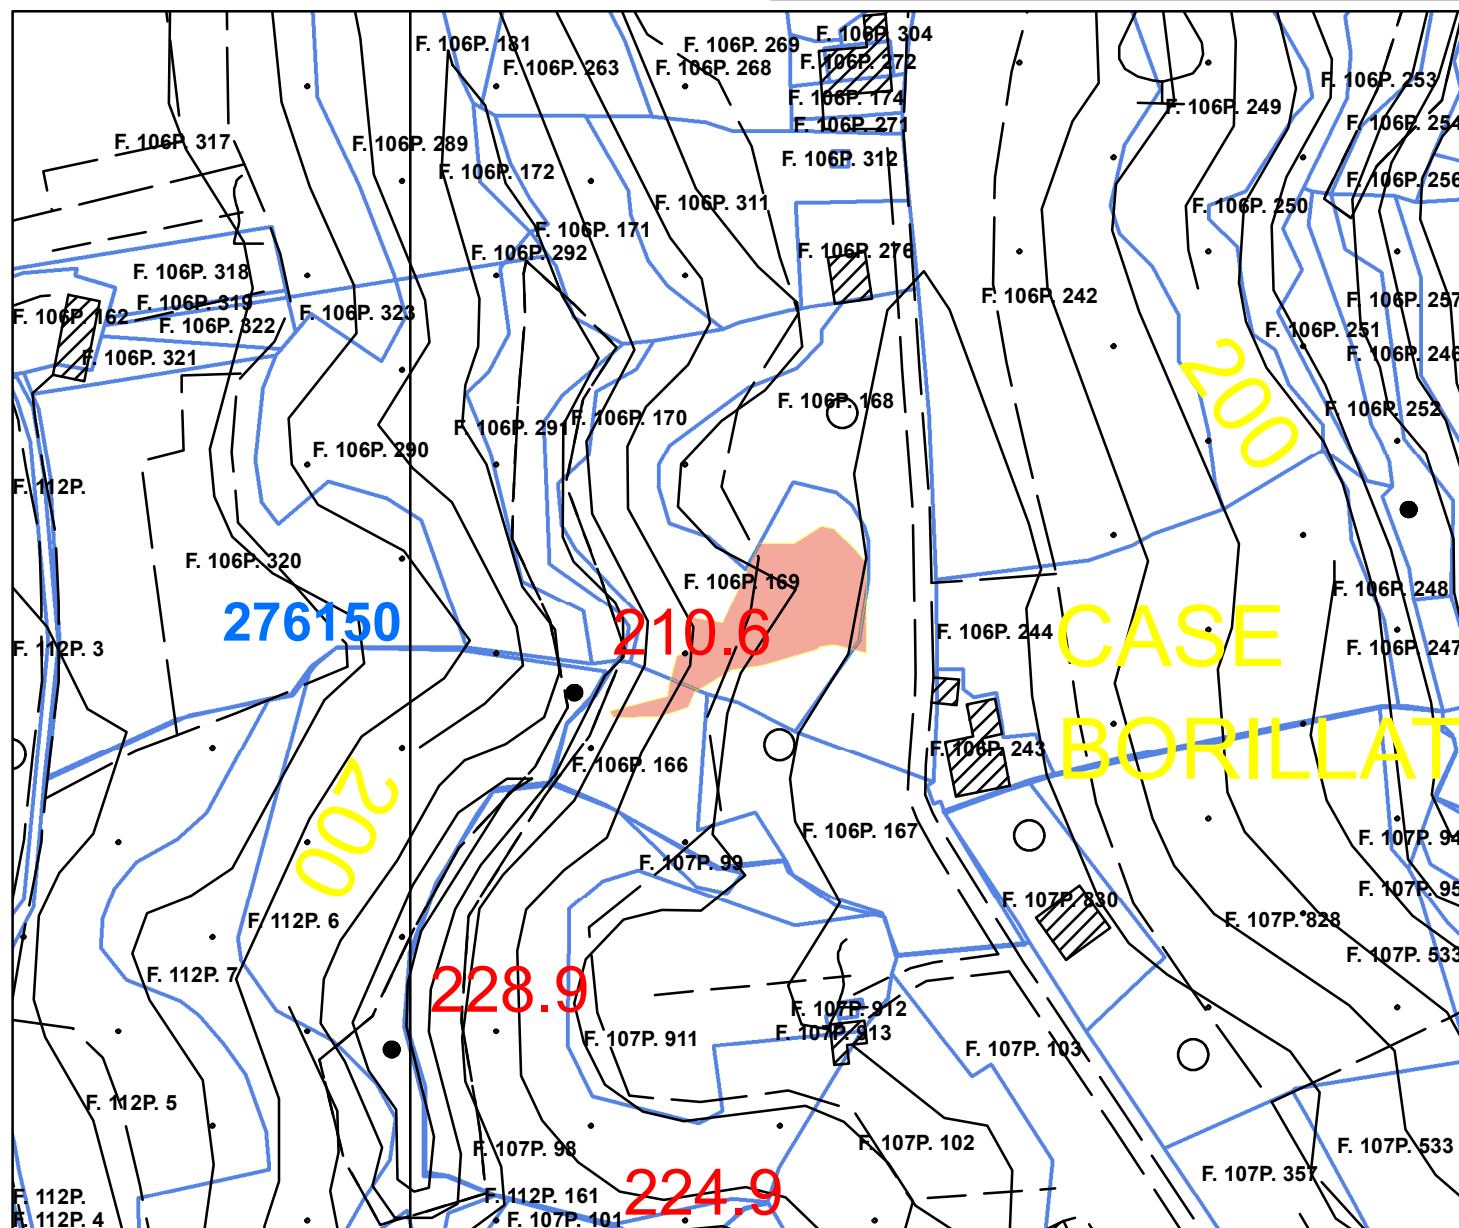 F. 106P. 304
F. 106P. 181
F. 106P. 269
F. 106P. 263
F. 106P. 268
F. 106P. 272
F. 106P. 253
F. 106P. 174
F. 106P. 249
F. 106P. 271
F. 106P. 254
F. 106P. 317
F. 106P. 289
F. 106P. 312
F. 106P. 172
F. 106P. 256
F. 106P. 311
F. 106P. 250
F. 106P. 171
F. 106P. 292
F. 106P. 276
F. 106P. 318
F. 106P. 242
F. 106P. 257
F. 106P. 319
F. 106P. 323
F. 106P. 162
F. 106P. 322
F. 106P. 251
F. 106P. 321
F. 106P. 246
200
F. 106P. 168
F. 106P. 252
F. 106P. 170
F. 106P. 291
F. 106P. 290
F. 112P.
F. 106P. 320
F. 106P. 169
F. 106P. 248
276150
210.6
F. 106P. 244
CASE
F. 112P. 3
F. 106P. 247
F. 106P. 243
BORILLAT
F. 106P. 166
200
F. 106P. 167
F. 107P. 94
F. 107P. 99
F. 107P. 95
F. 107P. 830
F. 112P. 6
F. 107P. 828
F. 107P. 533
F. 112P. 7
228.9
F. 107P. 912
F. 107P. 913
F. 107P. 911
F. 107P. 103
F. 112P. 5
F. 107P. 102
F. 107P. 98
F. 107P. 533
F. 107P. 357
224.9
F. 112P.
F. 112P. 161
F. 112P. 4
F. 107P. 101